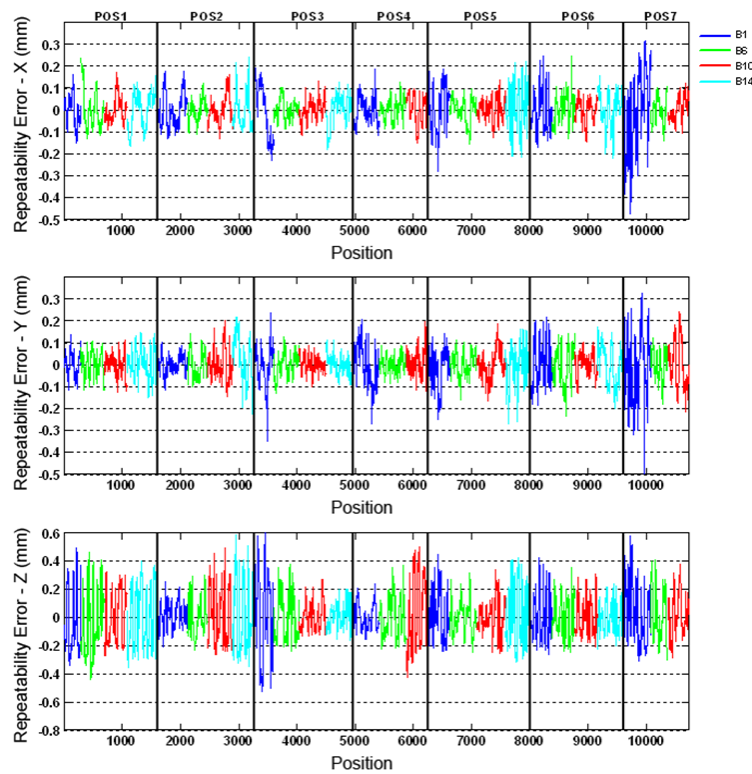 POS1 POS2 POS3 POS4 POS5 POS6 POS7
B1
B6
B10
B14
Repeatability Error - X (mm)
0.3
0.2
0.1
0
-0.1
-0.2
-0.3
-0.4
-0.5
1000 2000 3000 4000 5000 6000 7000 8000 9000 10000
Position
Repeatability Error - Y (mm)
0.3
0.2
0.1
0
-0.1
-0.2
-0.3
-0.4
-0.5
1000 2000 3000 4000 5000 6000 7000 8000 9000 10000
Position
Repeatability Error - Z (mm)
0.6
0.4
0.2
0
-0.2
-0.4
-0.6
-0.8
1000 2000 3000 4000 5000 6000 7000 8000 9000 10000
Position